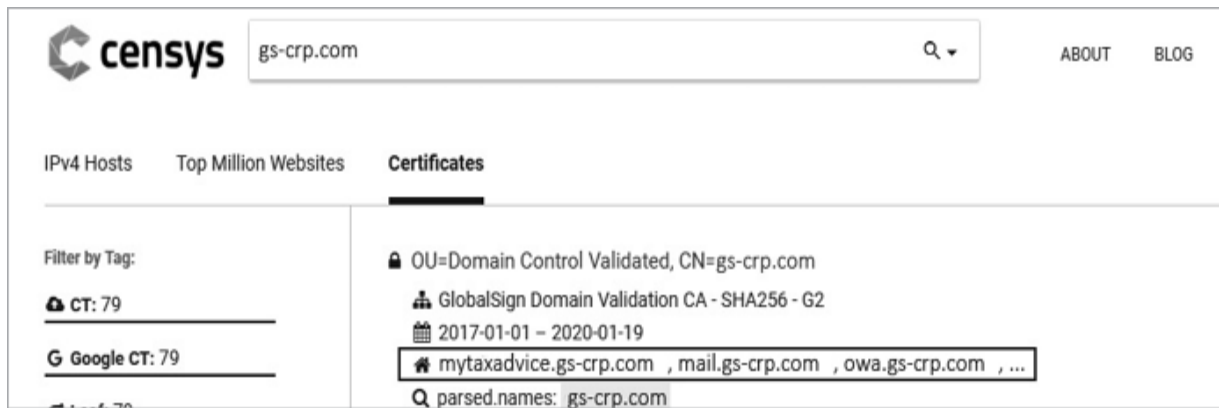 censys gs-crp.com ABOUT BLOG
IPv4 Hosts Top Million Websites Certificates
Filter by Tag:
CT: 79
Google CT: 79
OU=Domain Control Validated, CN=gs-crp.com
GlobalSign Domain Validation CA - SHA256 - G2
2017-01-01 – 2020-01-19
mytaxadvice.gs-crp.com , mail.gs-crp.com , owa.gs-crp.com , ...
parsed.names: gs-crp.com